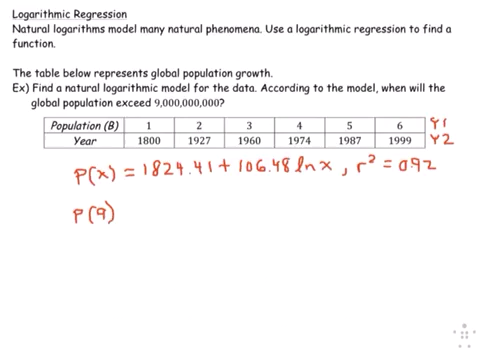 Logarithmic Regression
Natural logarithms model many natural phenomena. Use a logarithmic regression to find a
function.
The table below represents global population growth.
Ex) Find a natural logarithmic model for the data. According to the model, when will the
global population exceed 9,000,000,000?
Population (B) 1 2 3 4 5 6 Y1
Year 1800 1927 1960 1974 1987 1999 Y2
P(x) = 1824.41 + 106.48 ln x, r² = 0.92
P(9)